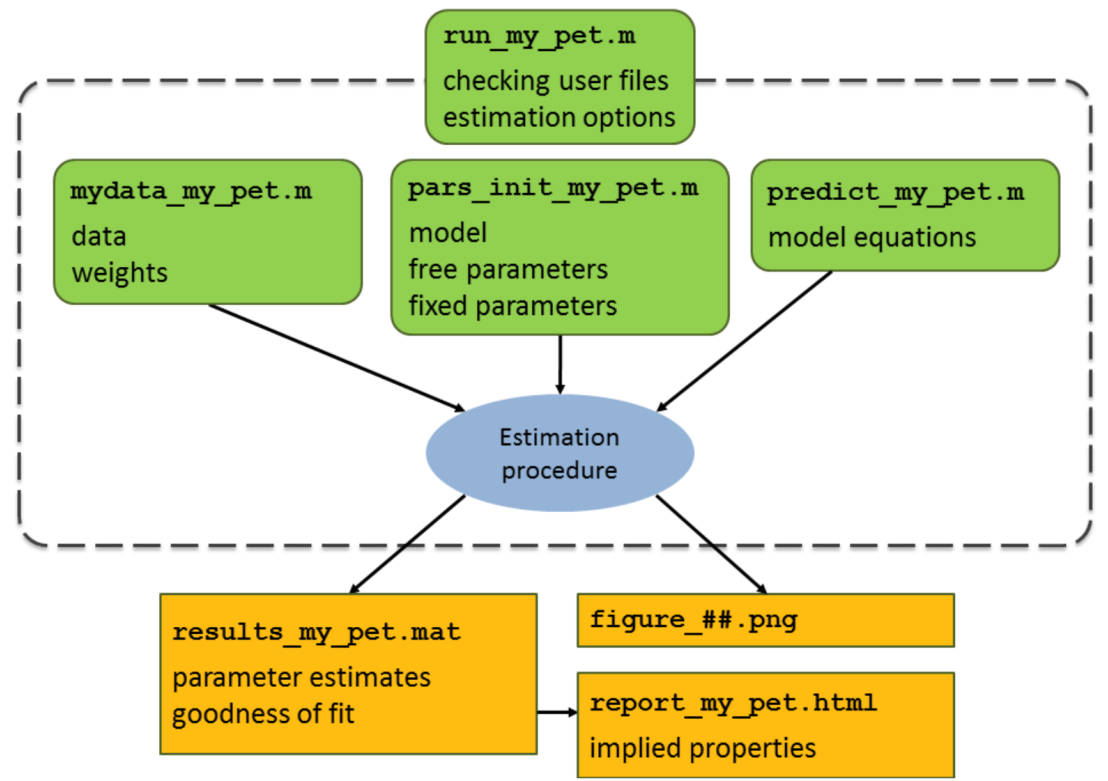 run_my_pet.m
checking user files
estimation options
mydata_my_pet.m
data
weights
pars_init_my_pet.m
model
free parameters
fixed parameters
predict_my_pet.m
model equations
Estimation
procedure
results_my_pet.mat
parameter estimates
goodness of fit
figure_##.png
report_my_pet.html
implied properties